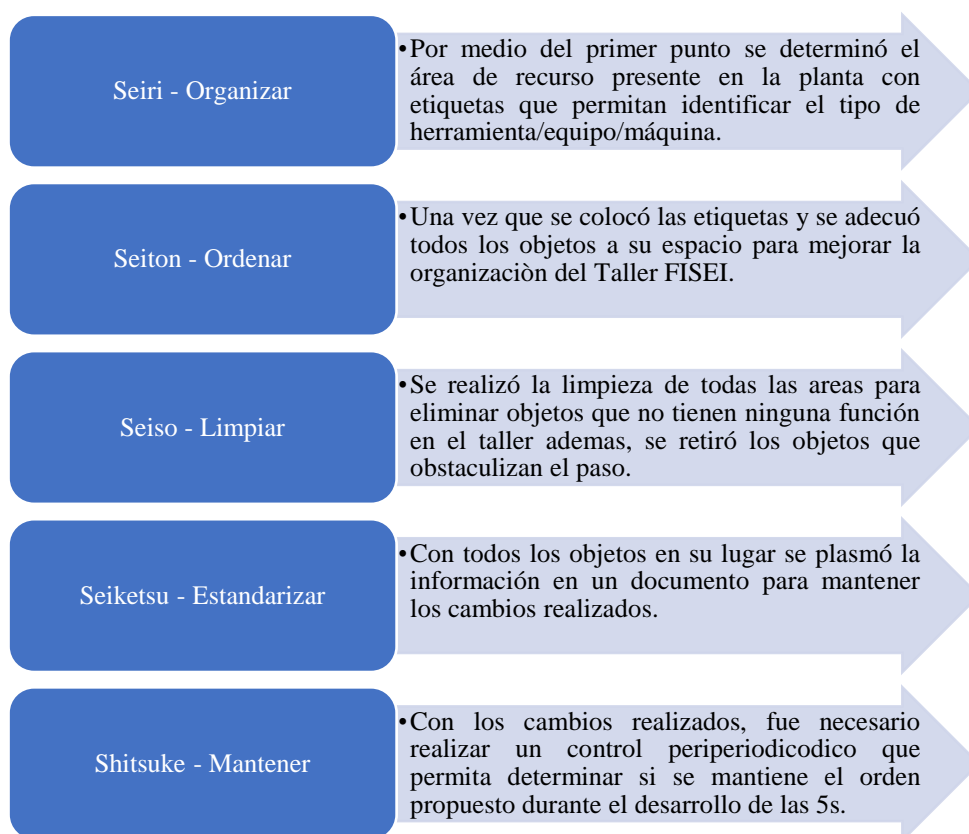 Seiri - Organizar
•Por medio del primer punto se determinó el
área de recurso presente en la planta con
etiquetas que permitan identificar el tipo de
herramienta/equipo/máquina.
Seiton - Ordenar
•Una vez que se colocó las etiquetas y se adecuó
todos los objetos a su espacio para mejorar la
organizaciòn del Taller FISEI.
Seiso - Limpiar
•Se realizó la limpieza de todas las areas para
eliminar objetos que no tienen ninguna función
en el taller ademas, se retiró los objetos que
obstaculizan el paso.
Seiketsu - Estandarizar
•Con todos los objetos en su lugar se plasmó la
información en un documento para mantener
los cambios realizados.
Shitsuke - Mantener
•Con los cambios realizados, fue necesario
realizar un control periperiodicodico que
permita determinar si se mantiene el orden
propuesto durante el desarrollo de las 5s.